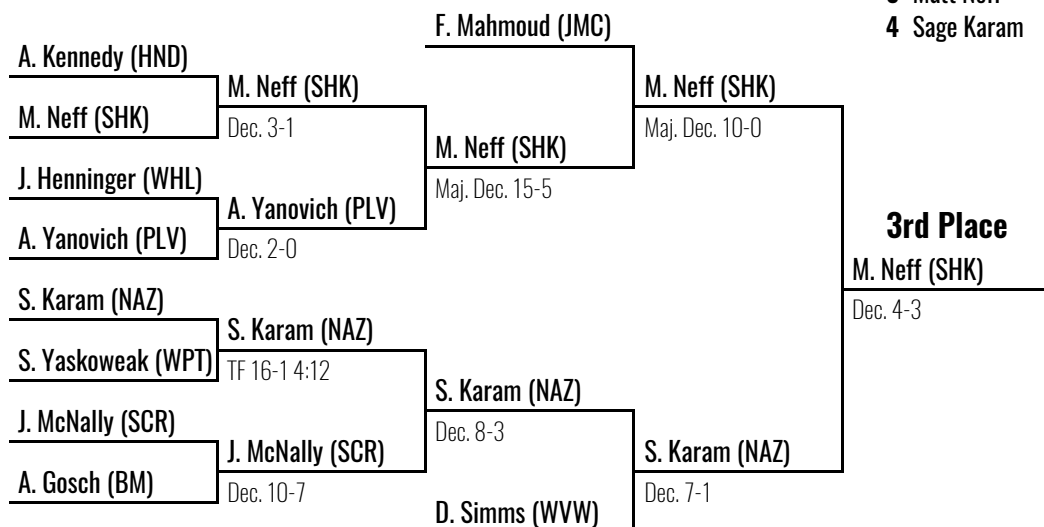 4 Sage Karam
A. Kennedy (HND)
M. Neff (SHK)
J. Henninger (WHL)
A. Yanovich (PLV)
S. Karam (NAZ)
S. Yaskoweak (WPT)
J. McNally (SCR)
A. Gosch (BM)
M. Neff (SHK)
Dec. 3-1
A. Yanovich (PLV)
Dec. 2-0
S. Karam (NAZ)
TF 16-1 4:12
J. McNally (SCR)
Dec. 10-7
F. Mahmoud (JMC)
M. Neff (SHK)
Maj. Dec. 15-5
S. Karam (NAZ)
Dec. 8-3
D. Simms (WVW)
M. Neff (SHK)
Maj. Dec. 10-0
S. Karam (NAZ)
Dec. 7-1
3rd Place
M. Neff (SHK)
Dec. 4-3